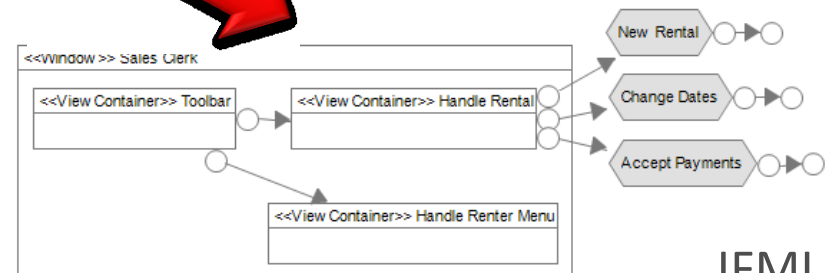 New Rental
<<Window >> Sales Clerk
<<View Container>> Toolbar
<<View Container>> Handle Rental
Change Dates
Accept Payments
<<View Container>> Handle Renter Menu
IFML